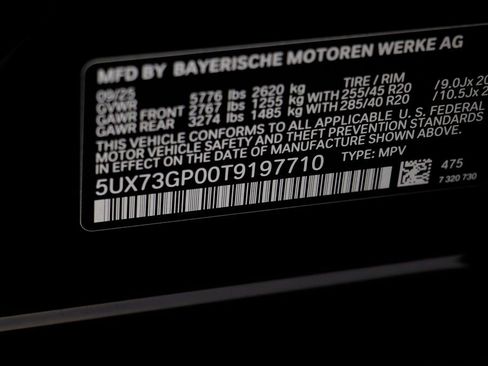 MFD BY BAYERISCHE MOTOREN WERKE AG
09/25 TIRE / RIM
GVWR 5776 lbs 2620 kg
GAWR FRONT 2767 lbs 1255 kg WITH 255/45 R20 / 9.0Jx 2
GAWR REAR 3274 lbs 1485 kg WITH 285/40 R20 / 10.5Jx 2
THIS VEHICLE CONFORMS TO ALL APPLICABLE U. S. FEDERAL
MOTOR VEHICLE SAFETY AND THEFT PREVENTION STANDARDS
IN EFFECT ON THE DATE OF MANUFACTURE SHOWN ABOVE.
5UX73GP00T9197710 TYPE: MPV
475
7 320 730